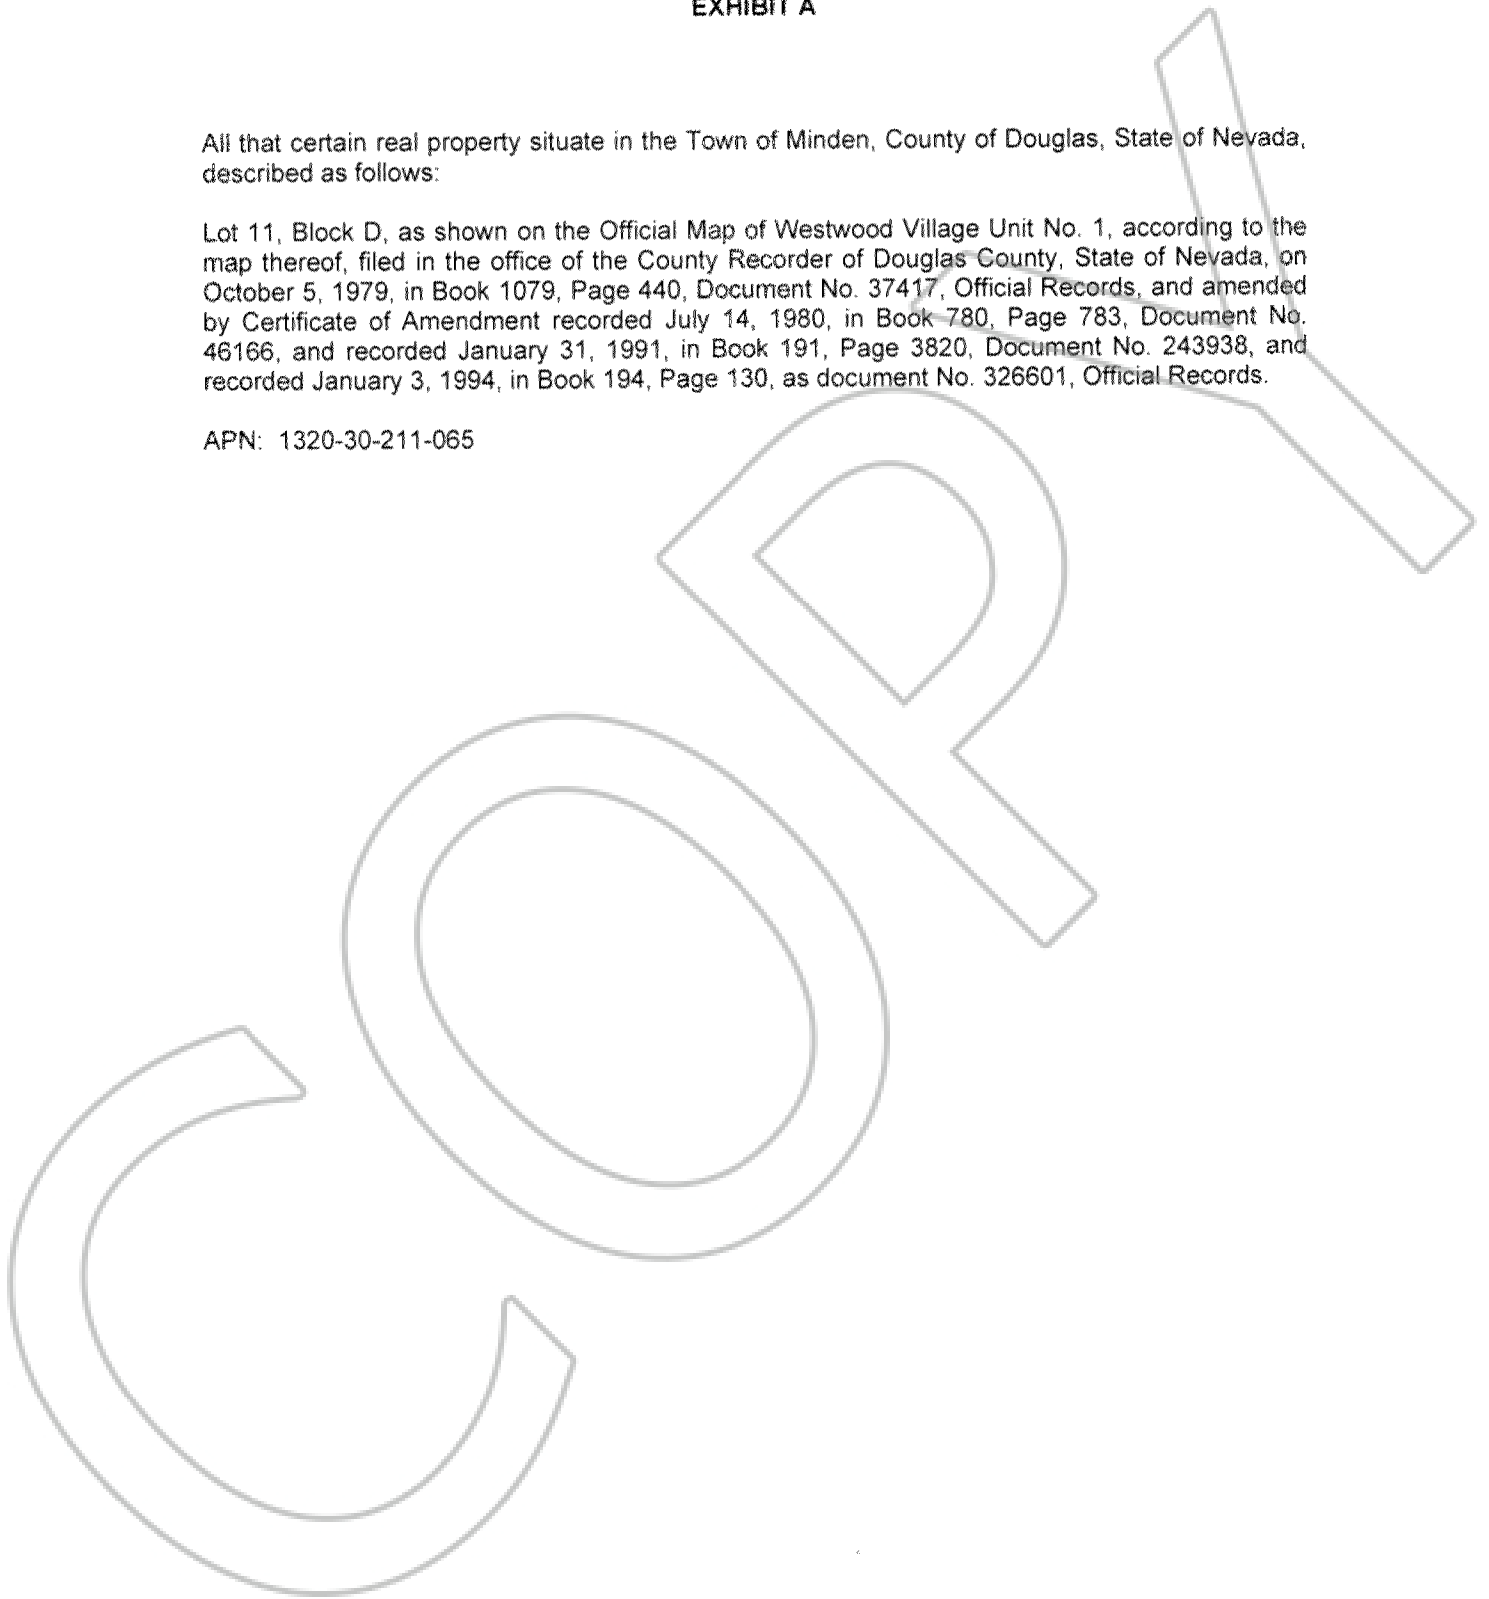 EXHIBIT A
All that certain real property situate in the Town of Minden, County of Douglas, State of Nevada,
described as follows:
Lot 11, Block D, as shown on the Official Map of Westwood Village Unit No. 1, according to the
map thereof, filed in the office of the County Recorder of Douglas County, State of Nevada, on
October 5, 1979, in Book 1079, Page 440, Document No. 37417, Official Records, and amended
by Certificate of Amendment recorded July 14, 1980, in Book 780, Page 783, Document No.
46166, and recorded January 31, 1991, in Book 191, Page 3820, Document No. 243938, and
recorded January 3, 1994, in Book 194, Page 130, as document No. 326601, Official Records.
APN: 1320-30-211-065
COPY